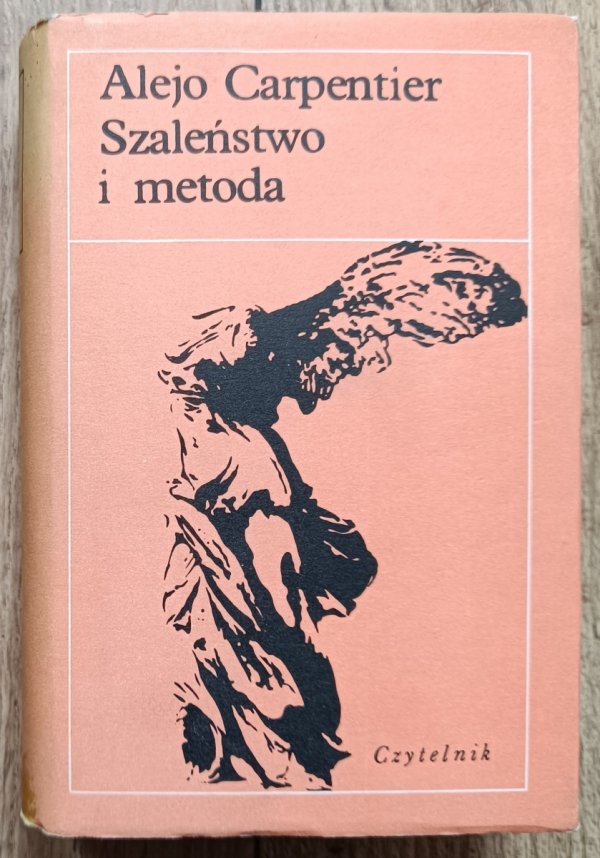 Alejo Carpentier
Szaleństwo
i metoda
Czytelnik